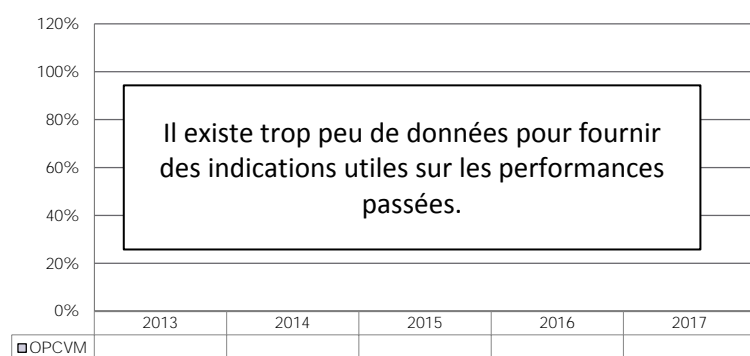 120%
100%
80%
60%
40%
20%
0%
Il existe trop peu de données pour fournir
des indications utiles sur les performances
passées.
2013 2014 2015 2016 2017
OPCVM